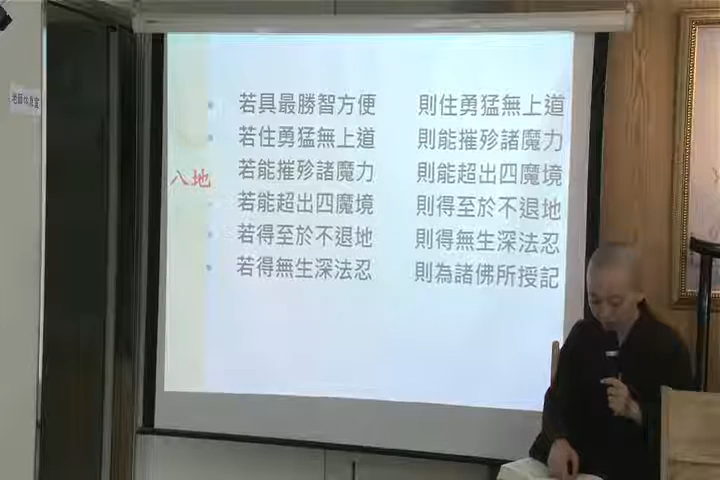 若具最勝智方便 則住勇猛無上道
若住勇猛無上道 則能摧殄諸魔力
八地 若能摧殄諸魔力 則能超出四魔境
若能超出四魔境 則得至於不退地
若得至於不退地 則得無生深法忍
若得無生深法忍 則為諸佛所授記